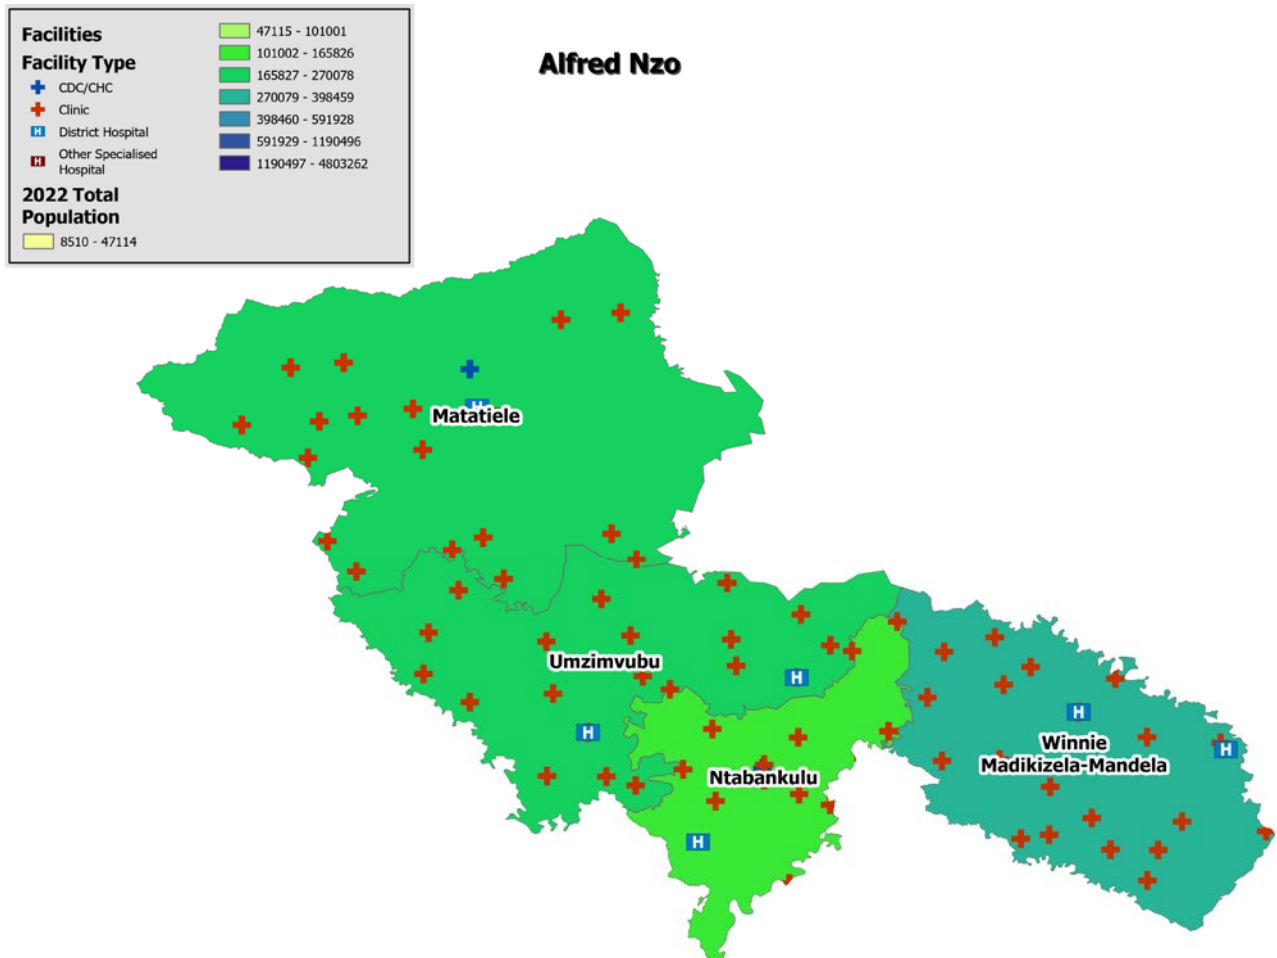 Facilities
Facility Type
CDC/CHC
Clinic
H District Hospital
H Other Specialised
Hospital
2022 Total
Population
8510 - 47114
47115 - 101001
101002 - 165826
165827 - 270078
270079 - 398459
398460 - 591928
591929 - 1190496
1190497 - 4803262
Alfred Nzo
H
Matatiele
Umzimvubu
H
H
H
Winnie
Madikizela-Mandela
H
Ntabankulu
H